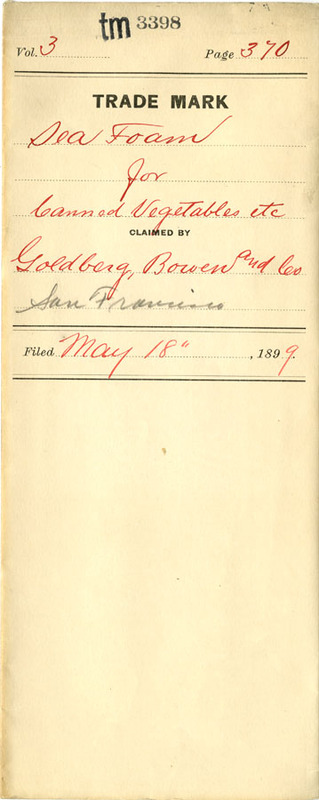 tm 3398
Vol. 3 Page 370
TRADE MARK
Sea Foam
for
Canned Vegetables etc
CLAIMED BY
Goldberg, Bowen and Co
San Francisco
Filed May 18", 1899.